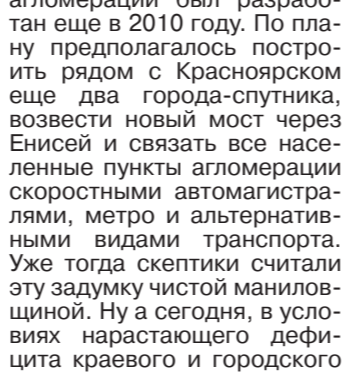 агломерации был разрабо-
тан еще в 2010 году. По пла-
ну предполагалось постро-
ить рядом с Красноярском
еще два города-спутника,
возвести новый мост через
Енисей и связать все насе-
ленные пункты агломерации
скоростными автомагистра-
лями, метро и альтернатив-
ными видами транспорта.
Уже тогда скептики считали
эту задумку чистой манилов-
щиной. Ну а сегодня, в усло-
виях нарастающего дефи-
цита краевого и городского